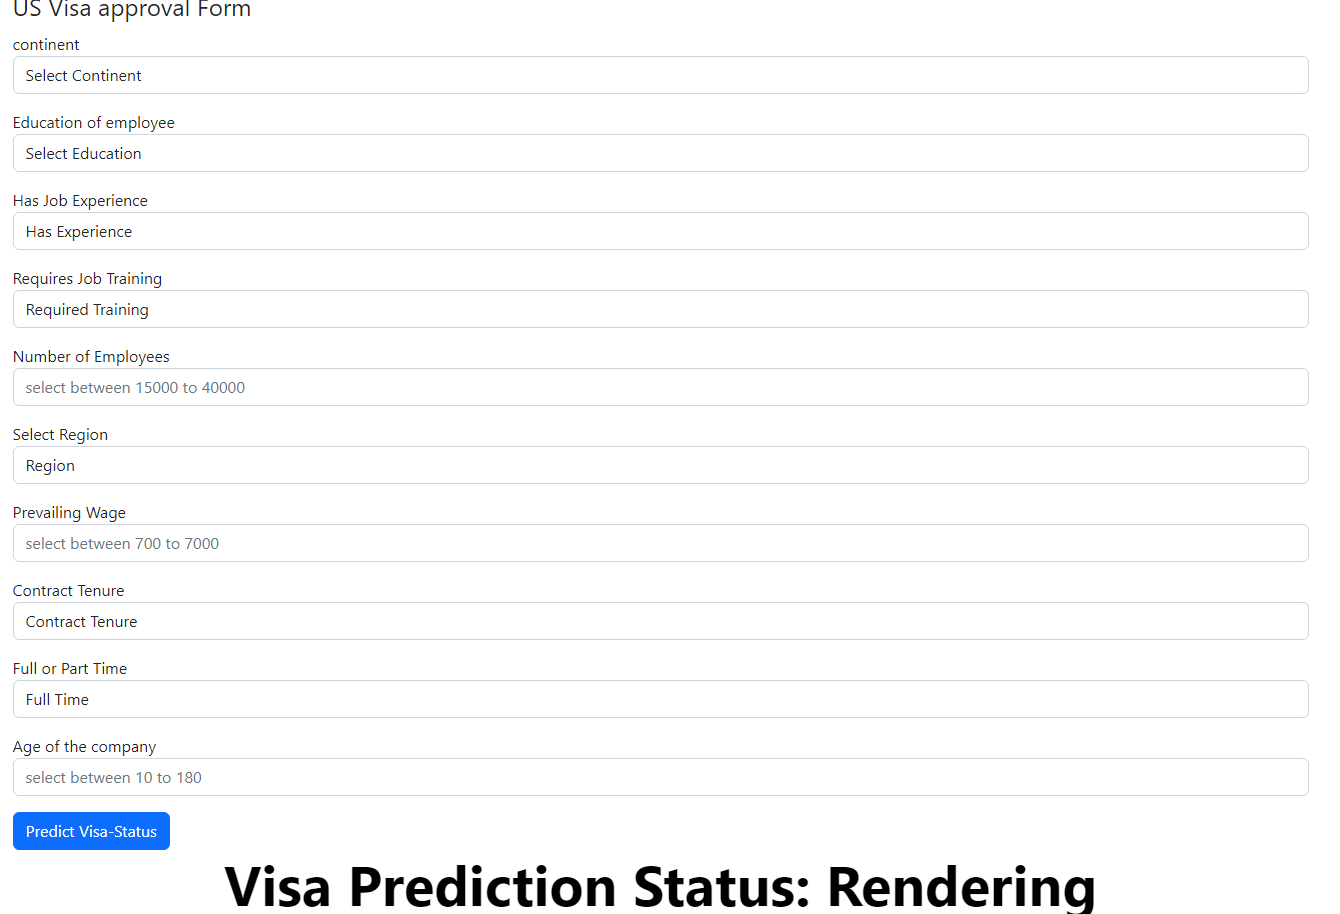 US Visa approval Form
continent
Select Continent
Education of employee
Select Education
Has Job Experience
Has Experience
Requires Job Training
Required Training
Number of Employees
select between 15000 to 40000
Select Region
Region
Prevailing Wage
select between 700 to 7000
Contract Tenure
Contract Tenure
Full or Part Time
Full Time
Age of the company
select between 10 to 180
Predict Visa-Status
Visa Prediction Status: Rendering